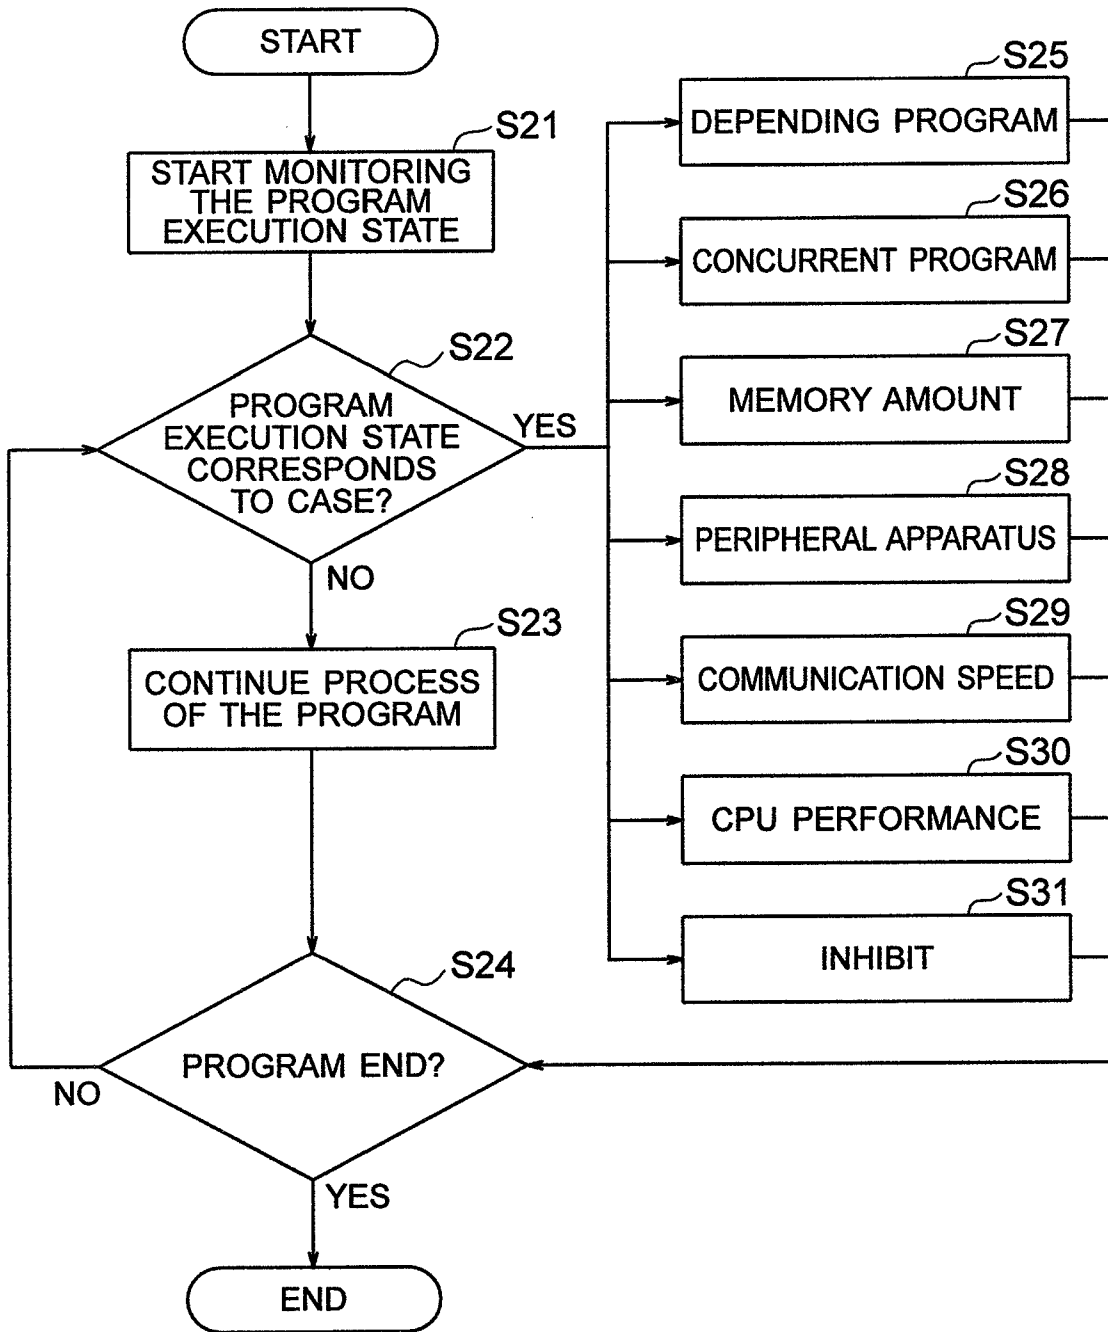 START
S21
START MONITORING
THE PROGRAM
EXECUTION STATE
S22
PROGRAM
EXECUTION STATE
CORRESPONDS
TO CASE?
YES
NO
S23
CONTINUE PROCESS
OF THE PROGRAM
S24
PROGRAM END?
NO
YES
END
S25
DEPENDING PROGRAM
S26
CONCURRENT PROGRAM
S27
MEMORY AMOUNT
S28
PERIPHERAL APPARATUS
S29
COMMUNICATION SPEED
S30
CPU PERFORMANCE
S31
INHIBIT